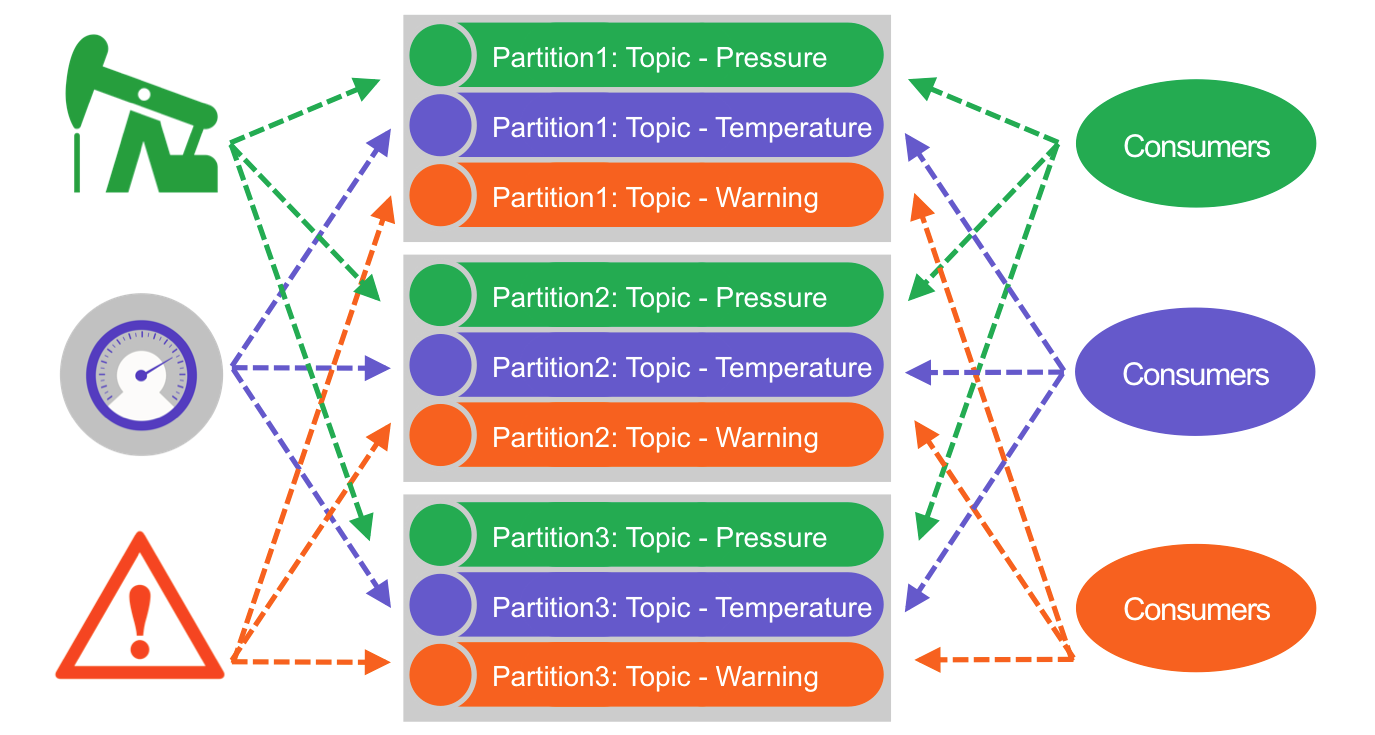 Partition1: Topic - Pressure
Partition1: Topic - Temperature
Partition1: Topic - Warning
Partition2: Topic - Pressure
Partition2: Topic - Temperature
Partition2: Topic - Warning
Partition3: Topic - Pressure
Partition3: Topic - Temperature
Partition3: Topic - Warning
Consumers
Consumers
Consumers